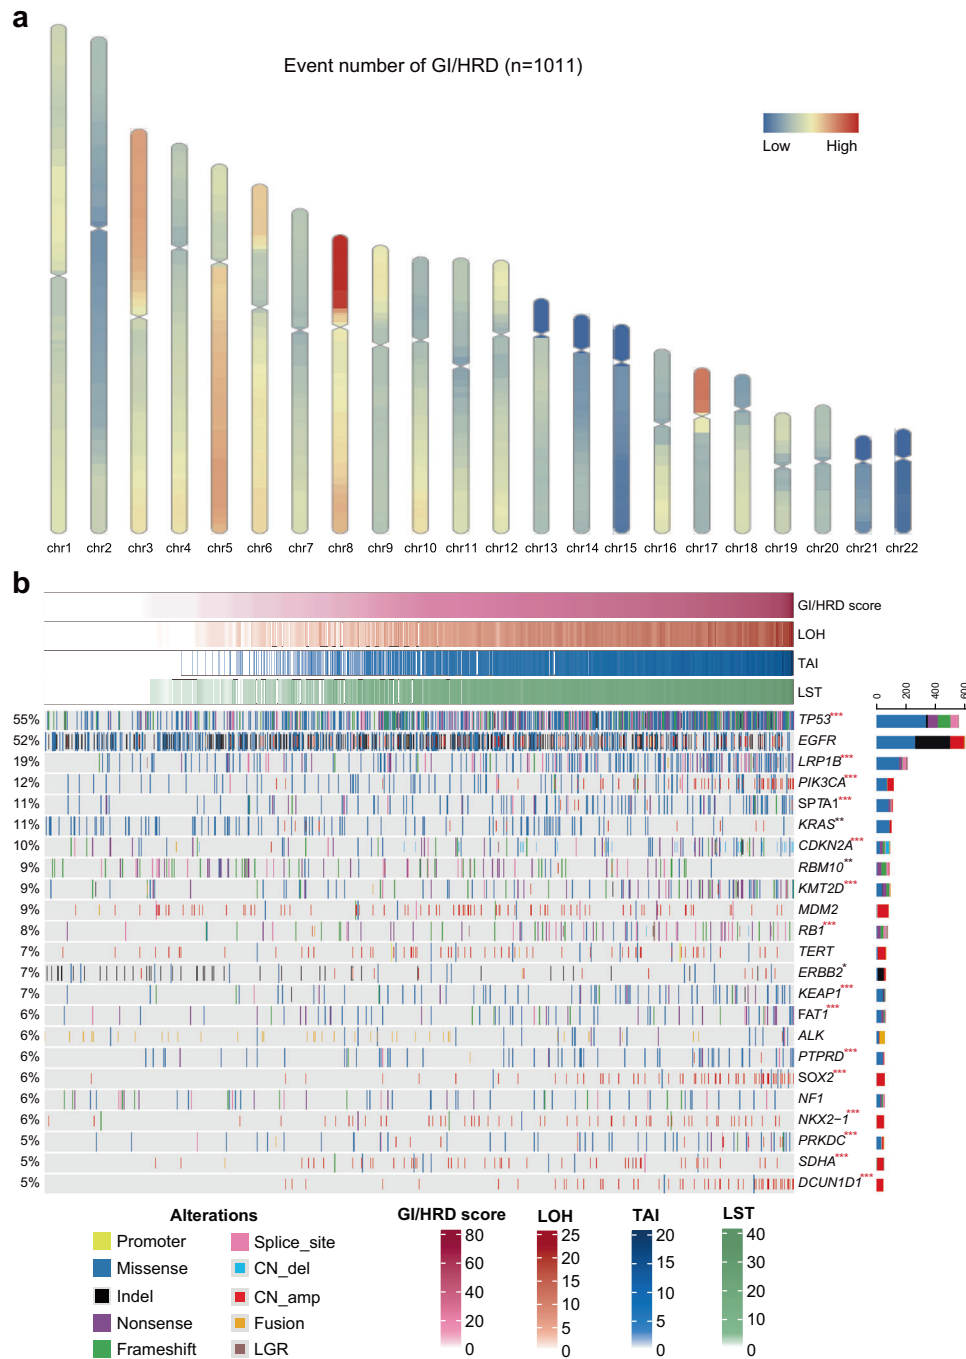 a
Event number of GI/HRD (n=1011)
Low High
chr1 chr2 chr3 chr4 chr5 chr6 chr7 chr8 chr9 chr10 chr11 chr12 chr13 chr14 chr15 chr16 chr17 chr18 chr19 chr20 chr21 chr22
b
GI/HRD score
LOH
TAI
LST
0 200 400 600
55% TP53***
52% EGFR
19% LRP1B***
12% PIK3CA***
11% SPTA1***
11% KRAS**
10% CDKN2A***
9% RBM10**
9% KMT2D***
9% MDM2
8% RB1***
7% TERT
7% ERBB2*
7% KEAP1***
6% FAT1***
6% ALK
6% PTPRD***
6% SOX2***
6% NF1
6% NKX2−1***
5% PRKDC***
5% SDHA***
5% DCUN1D1***
Alterations
Promoter
Missense
Indel
Nonsense
Frameshift
Splice_site
CN_del
CN_amp
Fusion
LGR
GI/HRD score
80
60
40
20
0
LOH
25
20
15
10
5
0
TAI
20
15
10
5
0
LST
40
30
20
10
0